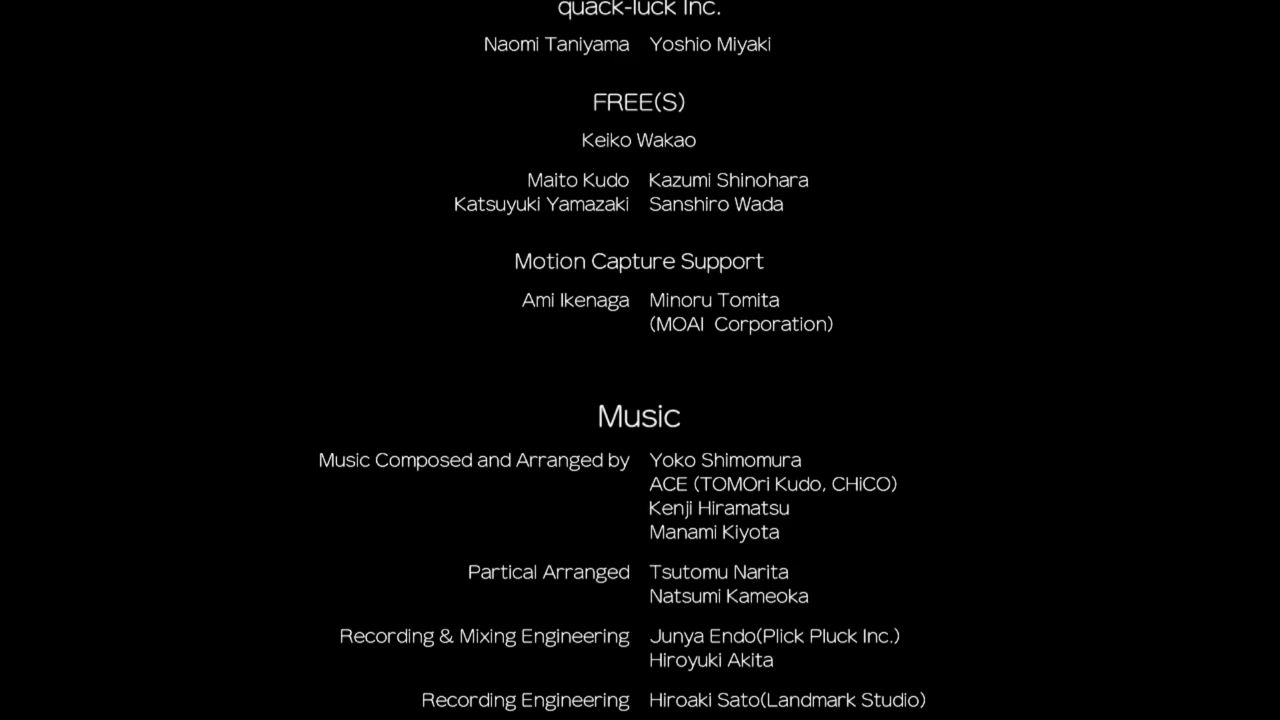 quack-luck Inc.
Naomi Taniyama Yoshio Miyaki
FREE(S)
Keiko Wakao
Maito Kudo Kazumi Shinohara
Katsuyuki Yamazaki Sanshiro Wada
Motion Capture Support
Ami Ikenaga Minoru Tomita
(MOAI Corporation)
Music
Music Composed and Arranged by Yoko Shimomura
ACE (TOMOri Kudo, CHiCO)
Kenji Hiramatsu
Manami Kiyota
Partical Arranged Tsutomu Narita
Natsumi Kameoka
Recording & Mixing Engineering Junya Endo(Plick Pluck Inc.)
Hiroyuki Akita
Recording Engineering Hiroaki Sato(Landmark Studio)